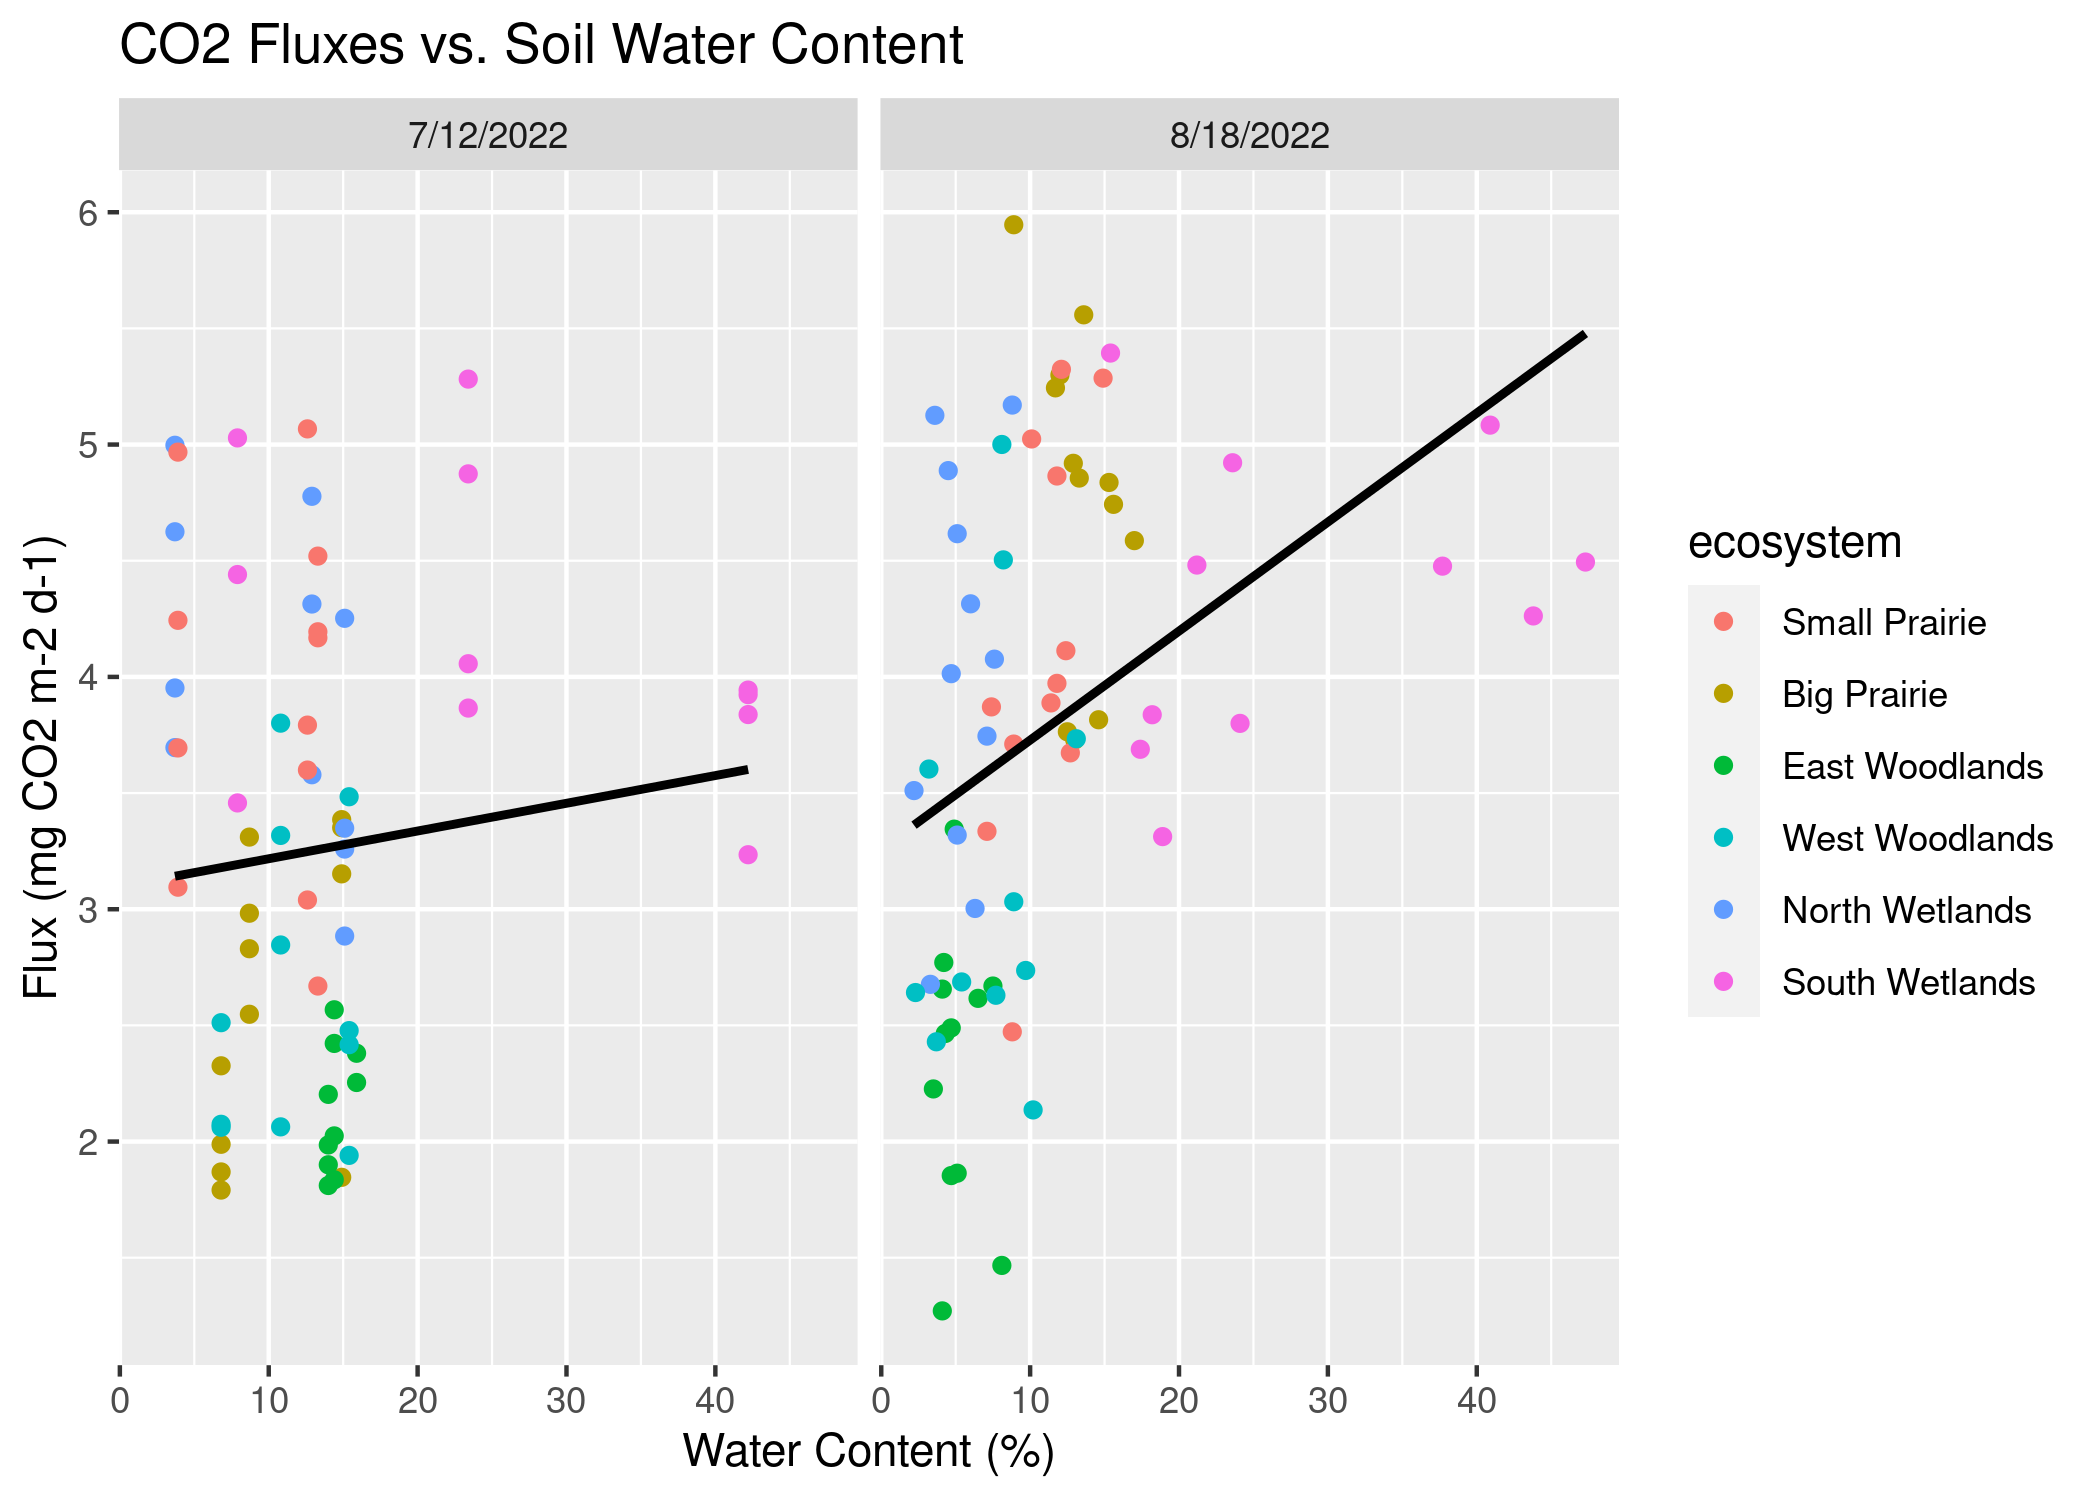 CO2 Fluxes vs. Soil Water Content
7/12/2022
8/18/2022
6
5
4
3
2
Flux (mg CO2 m-2 d-1)
0 10 20 30 40
0 10 20 30 40
Water Content (%)
ecosystem
Small Prairie
Big Prairie
East Woodlands
West Woodlands
North Wetlands
South Wetlands